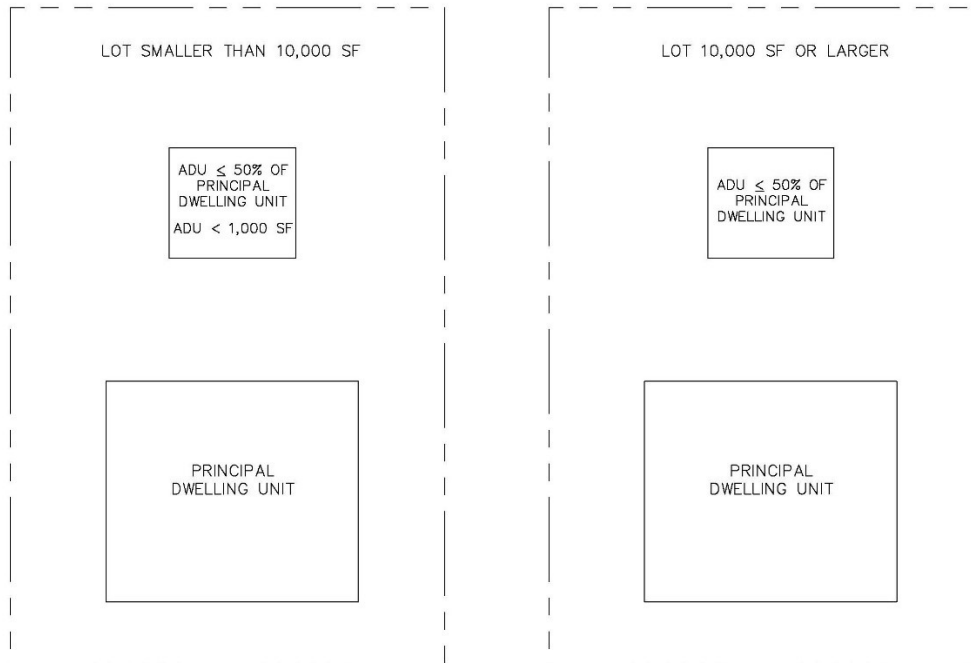 LOT SMALLER THAN 10,000 SF
ADU ≤ 50% OF
PRINCIPAL
DWELLING UNIT
ADU < 1,000 SF
PRINCIPAL
DWELLING UNIT
LOT 10,000 SF OR LARGER
ADU ≤ 50% OF
PRINCIPAL
DWELLING UNIT
PRINCIPAL
DWELLING UNIT